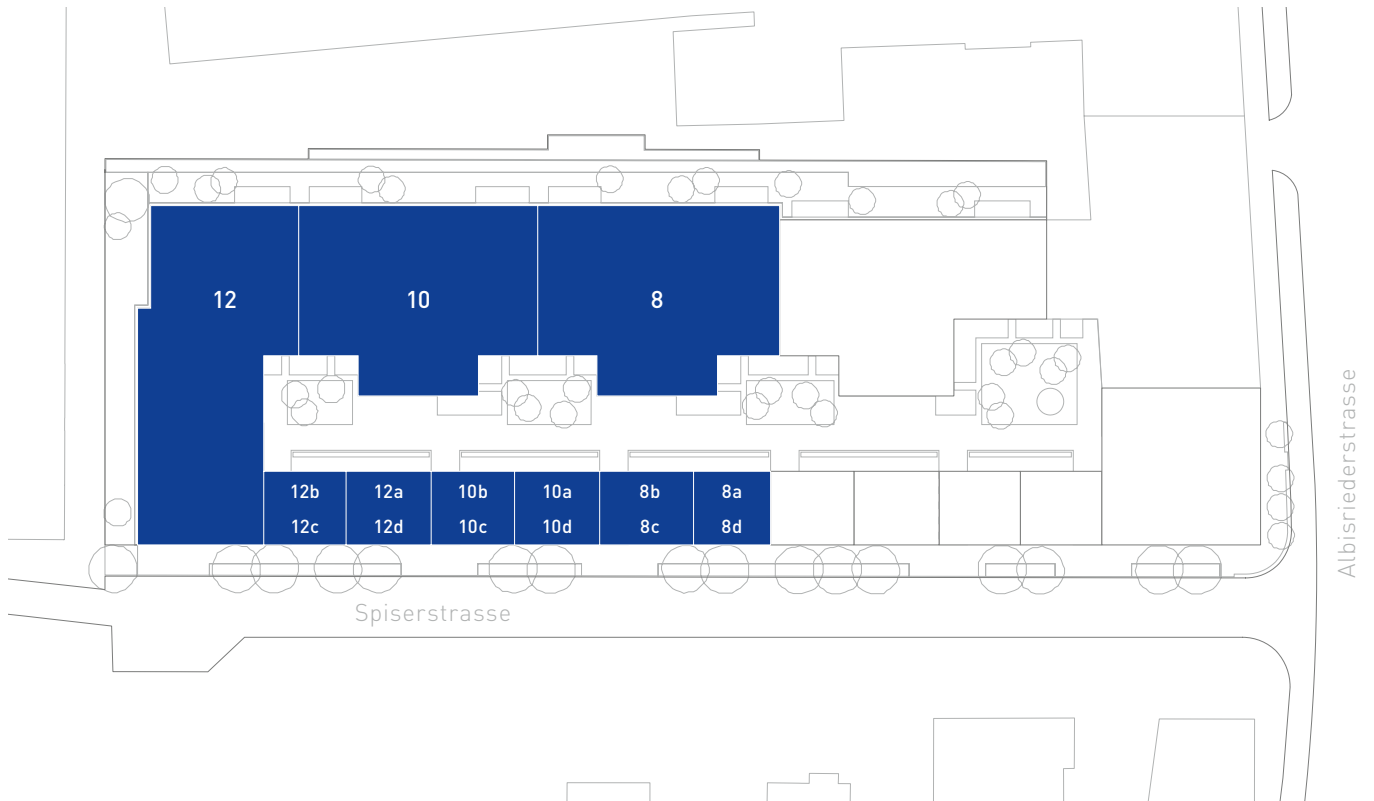 12
10
8
12b
12a
10b
10a
8b
8a
12c
12d
10c
10d
8c
8d
Spiserstrasse
Albisriederstrasse